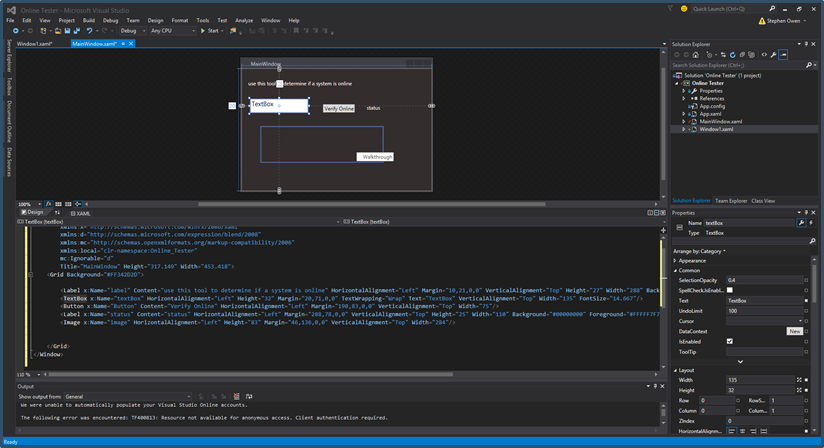 Online Tester - Microsoft Visual Studio
Quick Launch (Ctrl+Q)
File Edit View Project Build Debug Team Design Format Tools Test Analyze Window Help
Stephen Owen
Debug Any CPU Start
Window1.xaml* MainWindow.xaml*
Server Explorer
Toolbox
Document Outline
Data Sources
MainWindow
use this tool to determine if a system is online
TextBox
Verify Online
status
Walkthrough
100%
Design XAML
TextBox (textBox) TextBox (textBox)
xmlns:d="http://schemas.microsoft.com/expression/blend/2008"
xmlns:mc="http://schemas.openxmlformats.org/markup-compatibility/2006"
xmlns:local="clr-namespace:Online_Tester"
mc:Ignorable="d"
Title="MainWindow" Height="317.149" Width="453.418">
<Grid Background="#FF342D2D">
<Label x:Name="label" Content="use this tool to determine if a system is online" HorizontalAlignment="Left" Margin="10,21,0,0" VerticalAlignment="Top" Height="27" Width="288" Back
<TextBox x:Name="textBox" HorizontalAlignment="Left" Height="32" Margin="20,71,0,0" TextWrapping="Wrap" Text="TextBox" VerticalAlignment="Top" Width="135" FontSize="14.667"/>
<Button x:Name="button" Content="Verify Online" HorizontalAlignment="Left" Margin="190,83,0,0" VerticalAlignment="Top" Width="75"/>
<Label x:Name="status" Content="status" HorizontalAlignment="Left" Margin="288,78,0,0" VerticalAlignment="Top" Height="25" Width="118" Background="#00000000" Foreground="#FFFFF7F7
<Image x:Name="image" HorizontalAlignment="Left" Height="83" Margin="46,136,0,0" VerticalAlignment="Top" Width="284"/>
</Grid>
</Window>
110 %
Output
Show output from: General
We were unable to automatically populate your Visual Studio Online accounts.
The following error was encountered: TF400813: Resource not available for anonymous access. Client authentication required.
Ready
Solution Explorer
Search Solution Explorer (Ctrl+;)
Solution 'Online Tester' (1 project)
Online Tester
Properties
References
App.config
App.xaml
MainWindow.xaml
Window1.xaml
Solution Explorer Team Explorer Class View
Properties
Name textBox
Type TextBox
Arrange by: Category
Appearance
Common
SelectionOpacity 0.4
SpellCheck.IsEnabl...
Text TextBox
UndoLimit 100
Cursor
DataContext New
IsEnabled
ToolTip
Layout
Width 135
Height 32
Row 0 RowS... 1
Column 0 Colum... 1
ZIndex 0
HorizontalAlignm...